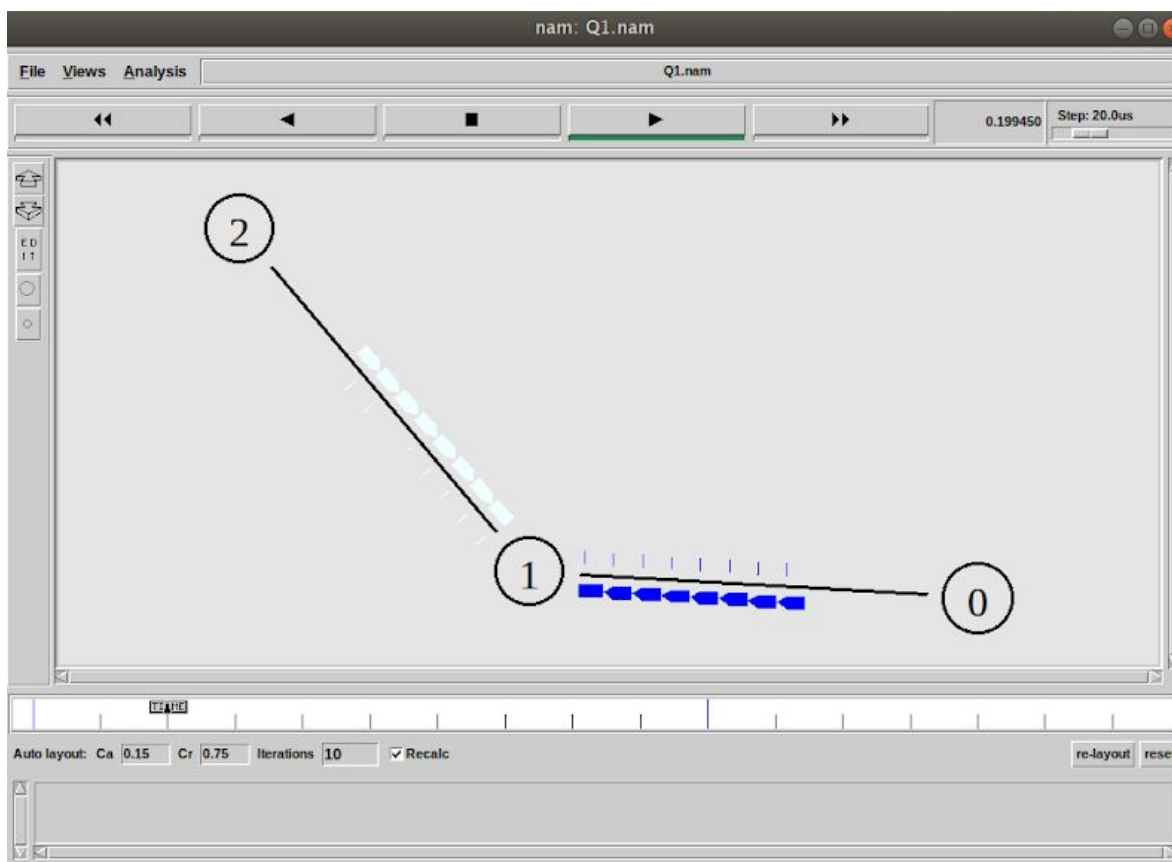 nam: Q1.nam
File Views Analysis Q1.nam
0.199450 Step: 20.0us
E D
I T
2
1
0
TIME
Auto layout: Ca 0.15 Cr 0.75 Iterations 10 Recalc re-layout rese